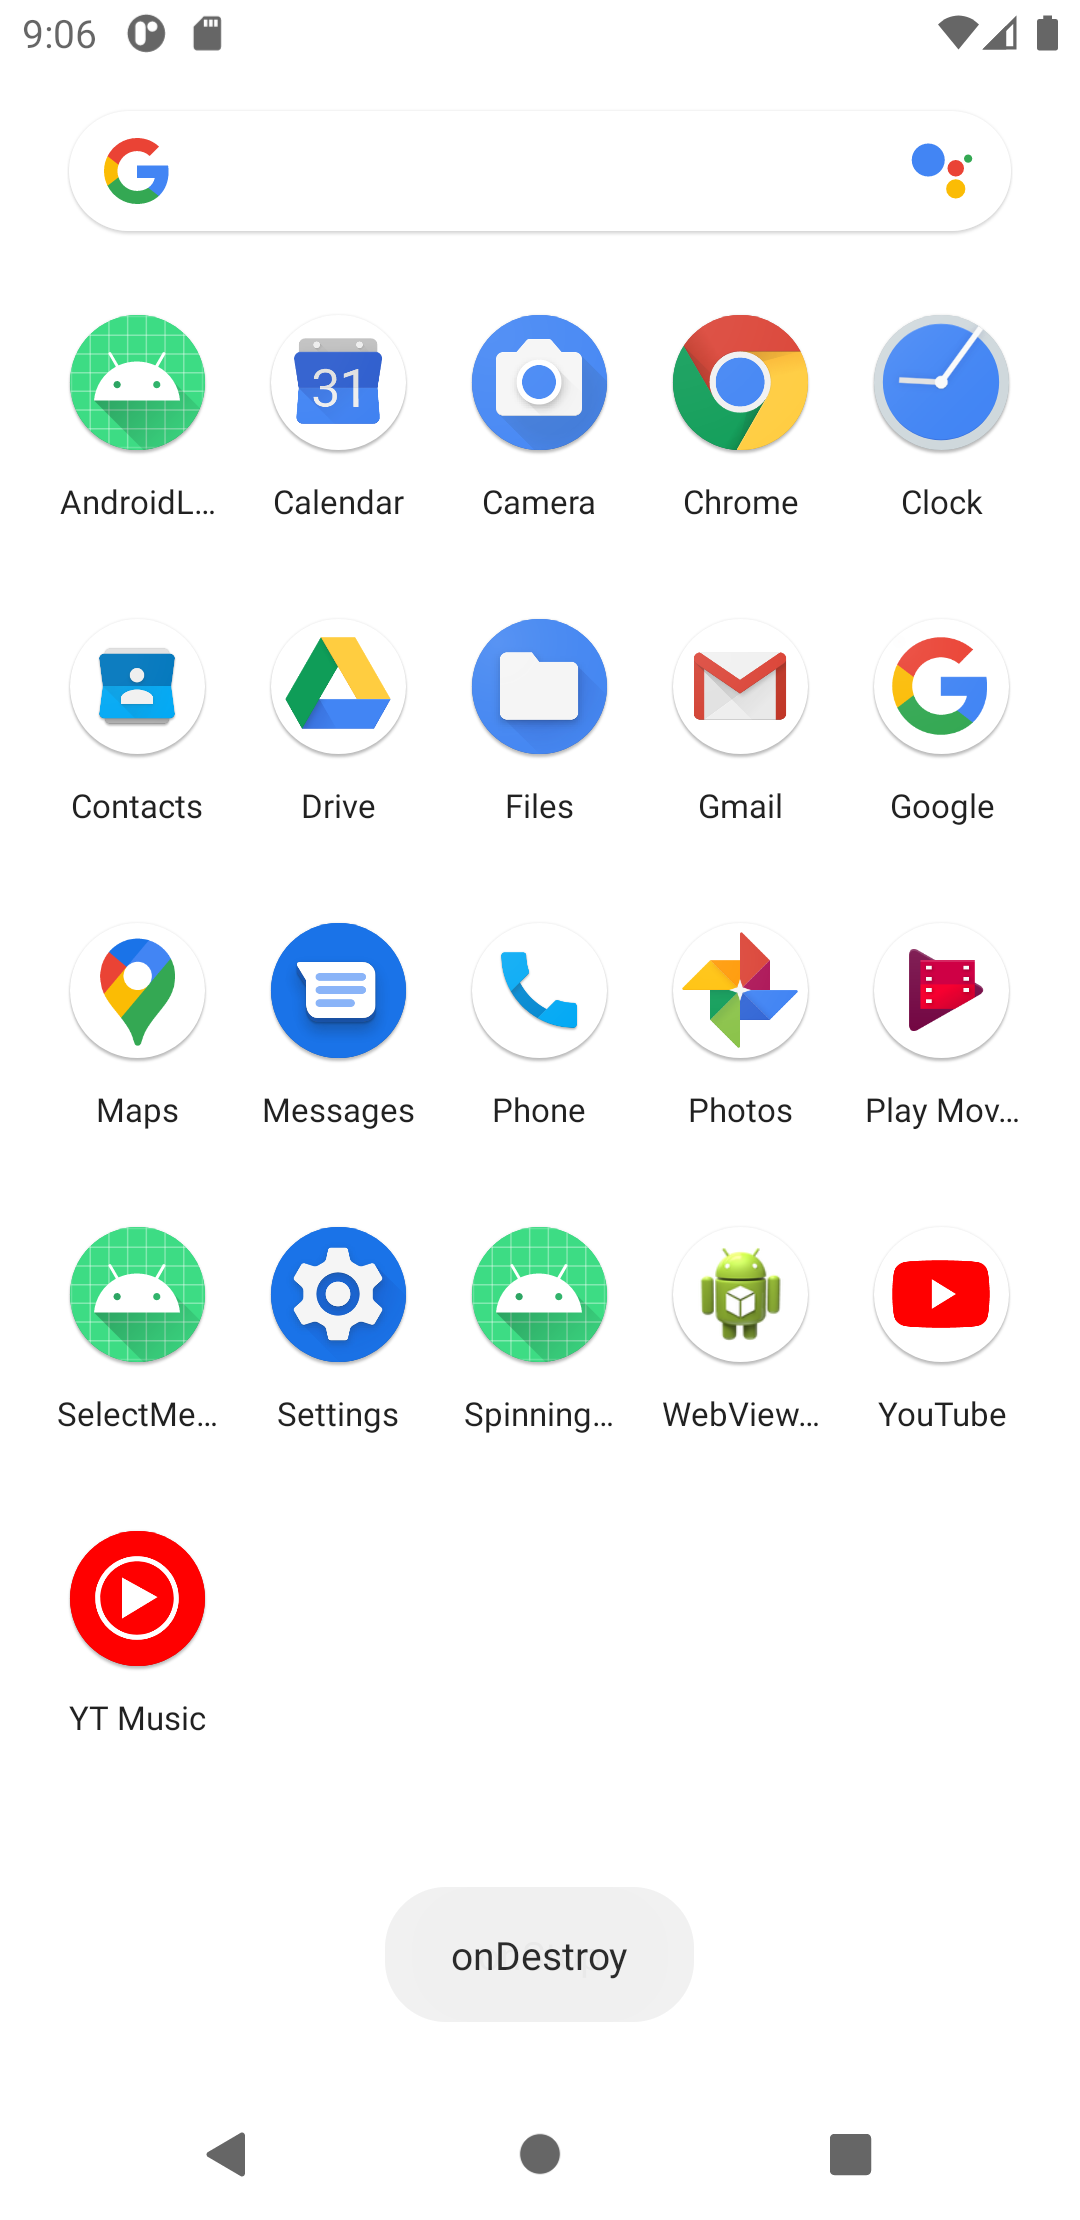 9:06
31
AndroidL...
Calendar
Camera
Chrome
Clock
Contacts
Drive
Files
Gmail
Google
Maps
Messages
Phone
Photos
Play Mov...
SelectMe...
Settings
Spinning...
WebView...
YouTube
YT Music
onDestroy